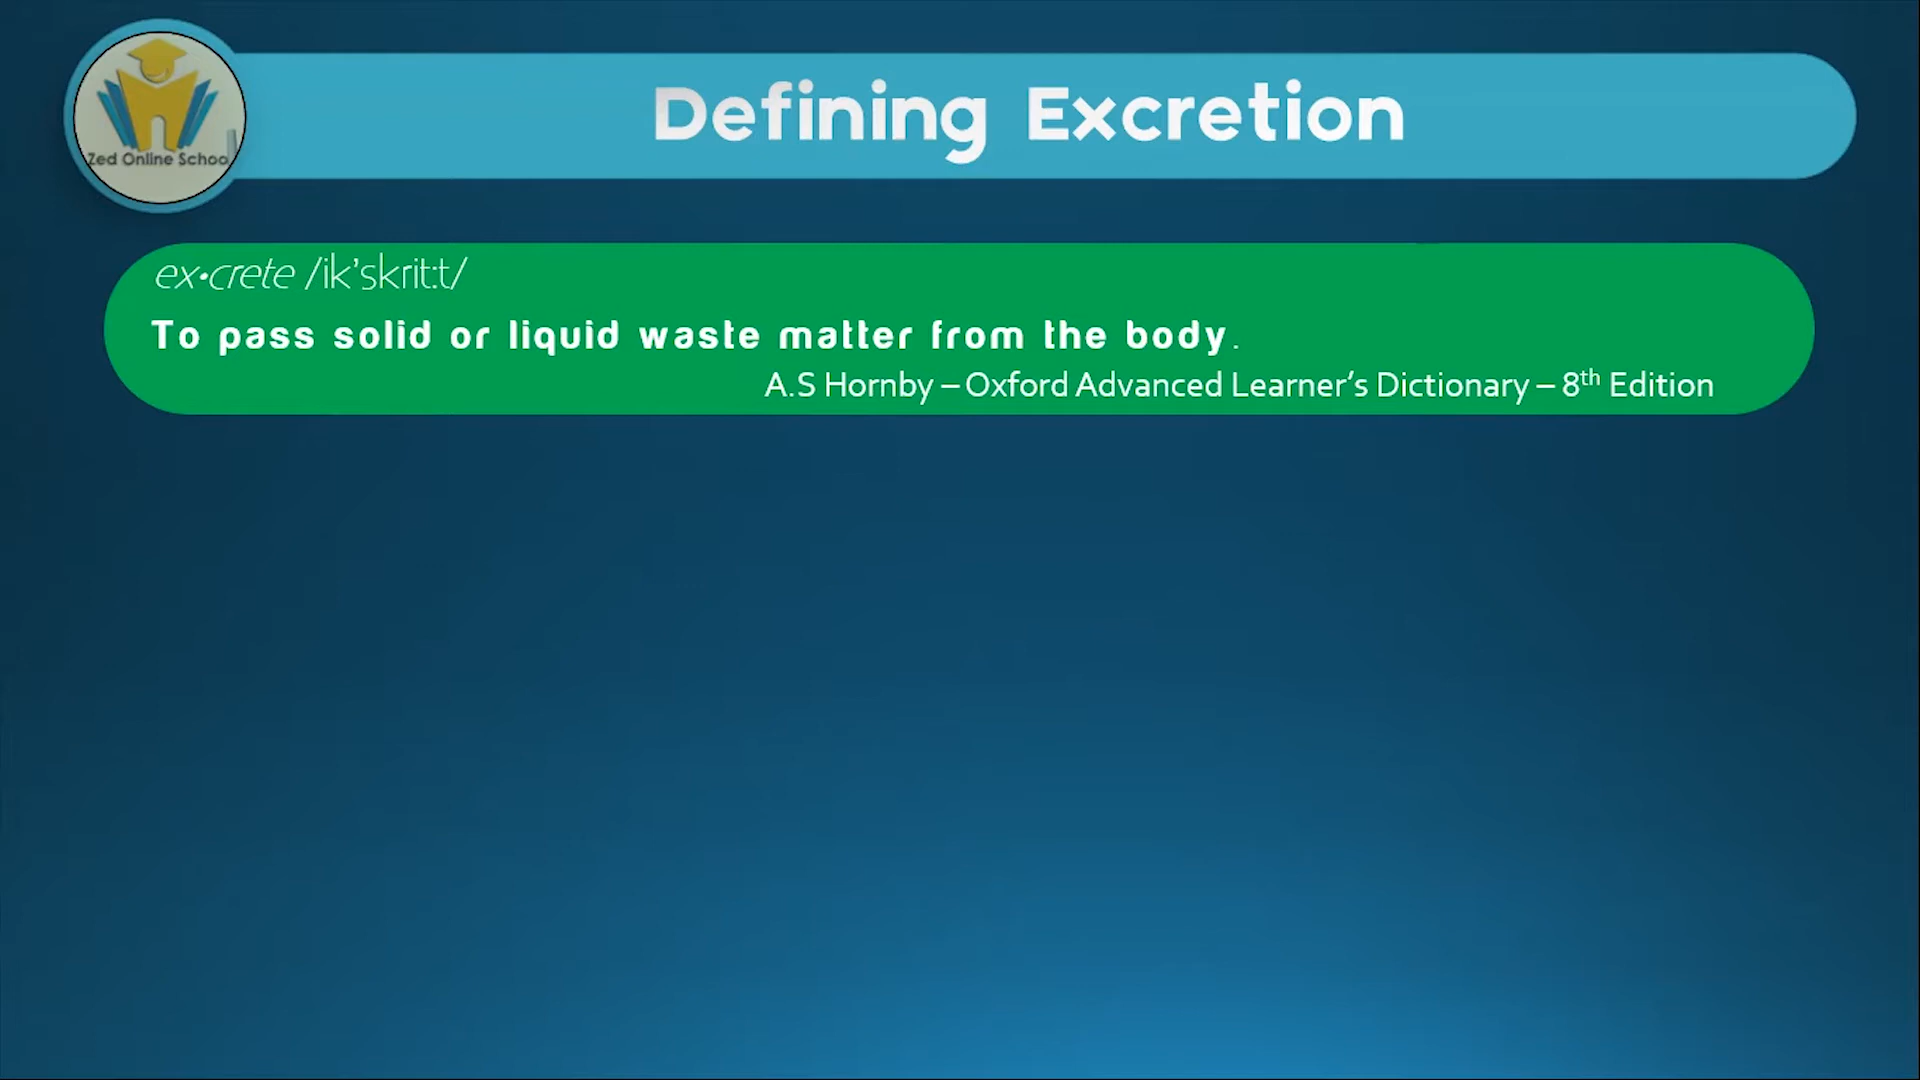 Defining Excretion
Zed Online School
ex•crete /ik’skrit:t/
To pass solid or liquid waste matter from the body.
A.S Hornby – Oxford Advanced Learner’s Dictionary – 8th Edition